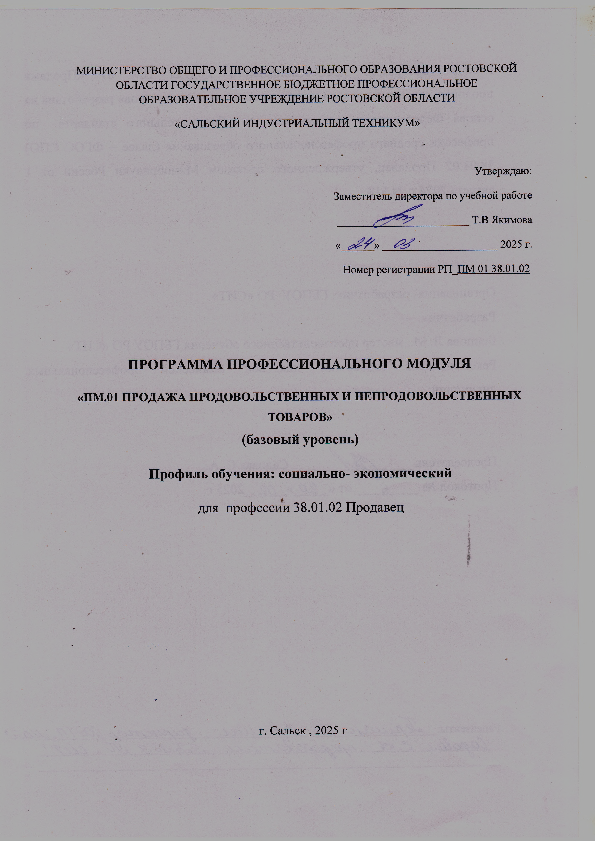 МИНИСТЕРСТВО ОБЩЕГО И ПРОФЕССИОНАЛЬНОГО ОБРАЗОВАНИЯ РОСТОВСКОЙ
ОБЛАСТИ ГОСУДАРСТВЕННОЕ БЮДЖЕТНОЕ ПРОФЕССИОНАЛЬНОЕ
ОБРАЗОВАТЕЛЬНОЕ УЧРЕЖДЕНИЕ РОСТОВСКОЙ ОБЛАСТИ
«САЛЬСКИЙ ИНДУСТРИАЛЬНЫЙ ТЕХНИКУМ»
Утверждаю:
Заместитель директора по учебной работе
Т.В Якимова
« 24 » 03 2025 г.
Номер регистрации РП_ПМ 01 38.01.02
ПРОГРАММА ПРОФЕССИОНАЛЬНОГО МОДУЛЯ
«ПМ.01 ПРОДАЖА ПРОДОВОЛЬСТВЕННЫХ И НЕПРОДОВОЛЬСТВЕННЫХ
ТОВАРОВ»
(базовый уровень)
Профиль обучения: социально- экономический
для профессии 38.01.02 Продавец
г. Сальск , 2025 г